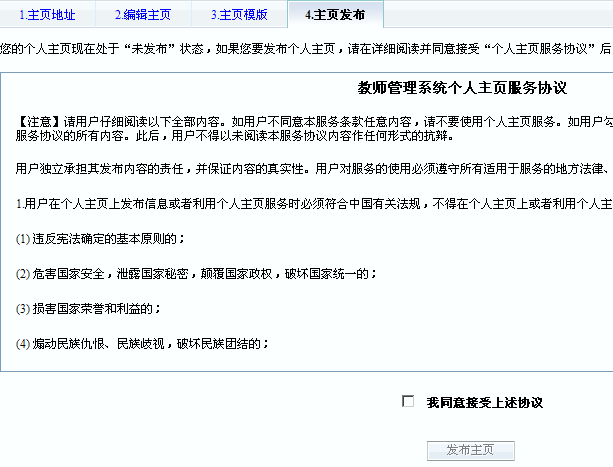 1.主页地址 2.编辑主页 3.主页模版 4.主页发布
您的个人主页现在处于“未发布”状态，如果您要发布个人主页，请在详细阅读并同意接受“个人主页服务协议”后
教师管理系统个人主页服务协议
【注意】请用户仔细阅读以下全部内容。如用户不同意本服务条款任意内容，请不要使用个人主页服务。如用户勾
服务协议的所有内容。此后，用户不得以未阅读本服务协议内容作任何形式的抗辩。
用户独立承担其发布内容的责任，并保证内容的真实性。用户对服务的使用必须遵守所有适用于服务的地方法律、
1.用户在个人主页上发布信息或者利用个人主页服务时必须符合中国有关法规，不得在个人主页上或者利用个人主
(1) 违反宪法确定的基本原则的；
(2) 危害国家安全，泄露国家秘密，颠覆国家政权，破坏国家统一的；
(3) 损害国家荣誉和利益的；
(4) 煽动民族仇恨、民族歧视，破坏民族团结的；
我同意接受上述协议
发布主页